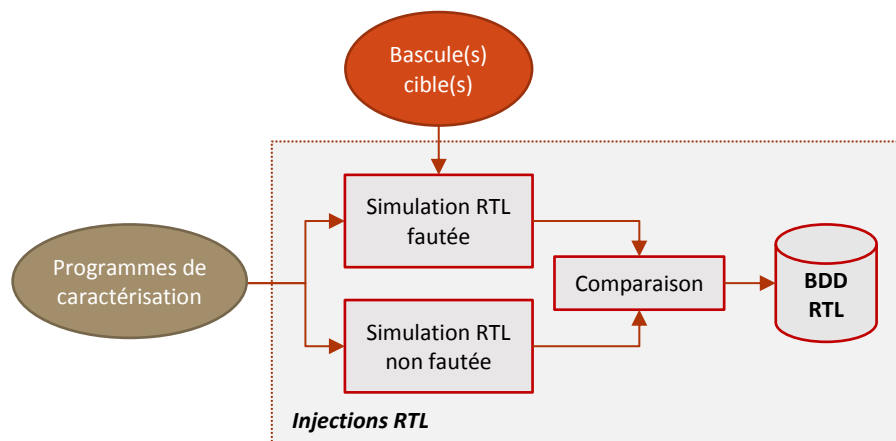 Bascule(s)
cible(s)
Simulation RTL
fautée
Programmes de
caractérisation
Comparaison
BDD
RTL
Simulation RTL
non fautée
Injections RTL